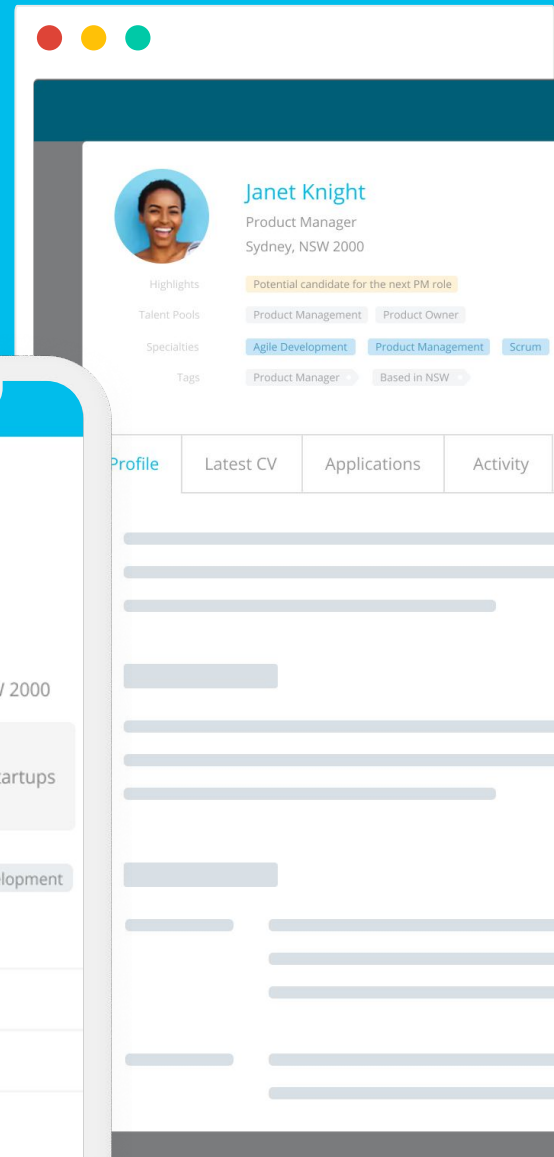 Janet Knight
Product Manager
Sydney, NSW 2000
Highlights Potential candidate for the next PM role
Talent Pools Product Management Product Owner
Specialties Agile Development Product Management Scrum
Tags Product Manager Based in NSW
Profile Latest CV Applications Activity
2000